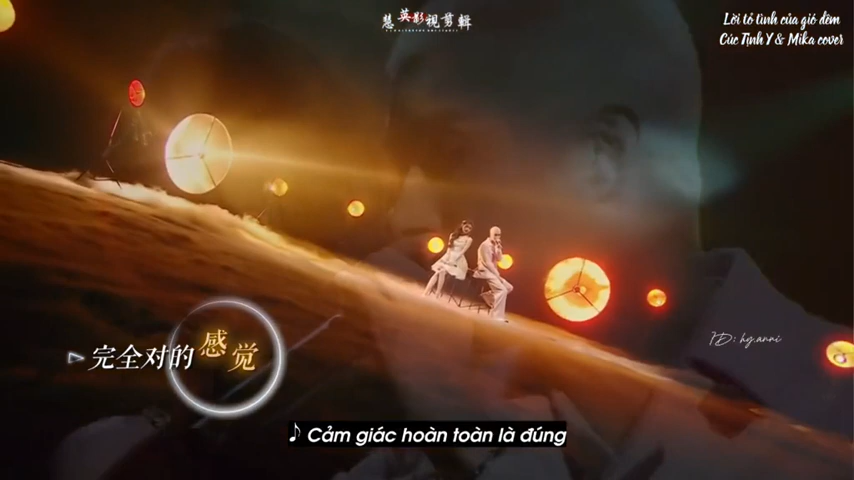 慧英影視剪輯
Lời tỏ tình của gió đêm
Cúc Tịnh Y & Mika cover
ID: hy.anni
完全对的感觉
♪ Cảm giác hoàn toàn là đúng